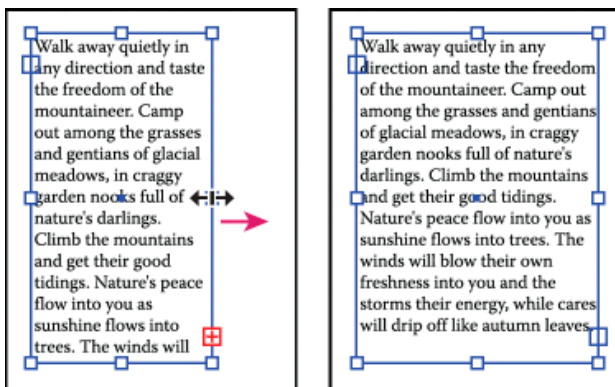 Walk away quietly in
any direction and taste
the freedom of the
mountaineer. Camp
out among the grasses
and gentians of glacial
meadows, in craggy
garden nooks full of
nature's darlings.
Climb the mountains
and get their good
tidings. Nature's peace
flow into you as
sunshine flows into
trees. The winds will
Walk away quietly in any
direction and taste the freedom
of the mountaineer. Camp out
among the grasses and gentians
of glacial meadows, in craggy
garden nooks full of nature's
darlings. Climb the mountains
and get their good tidings.
Nature's peace flow into you as
sunshine flows into trees. The
winds will blow their own
freshness into you and the
storms their energy, while cares
will drip off like autumn leaves.